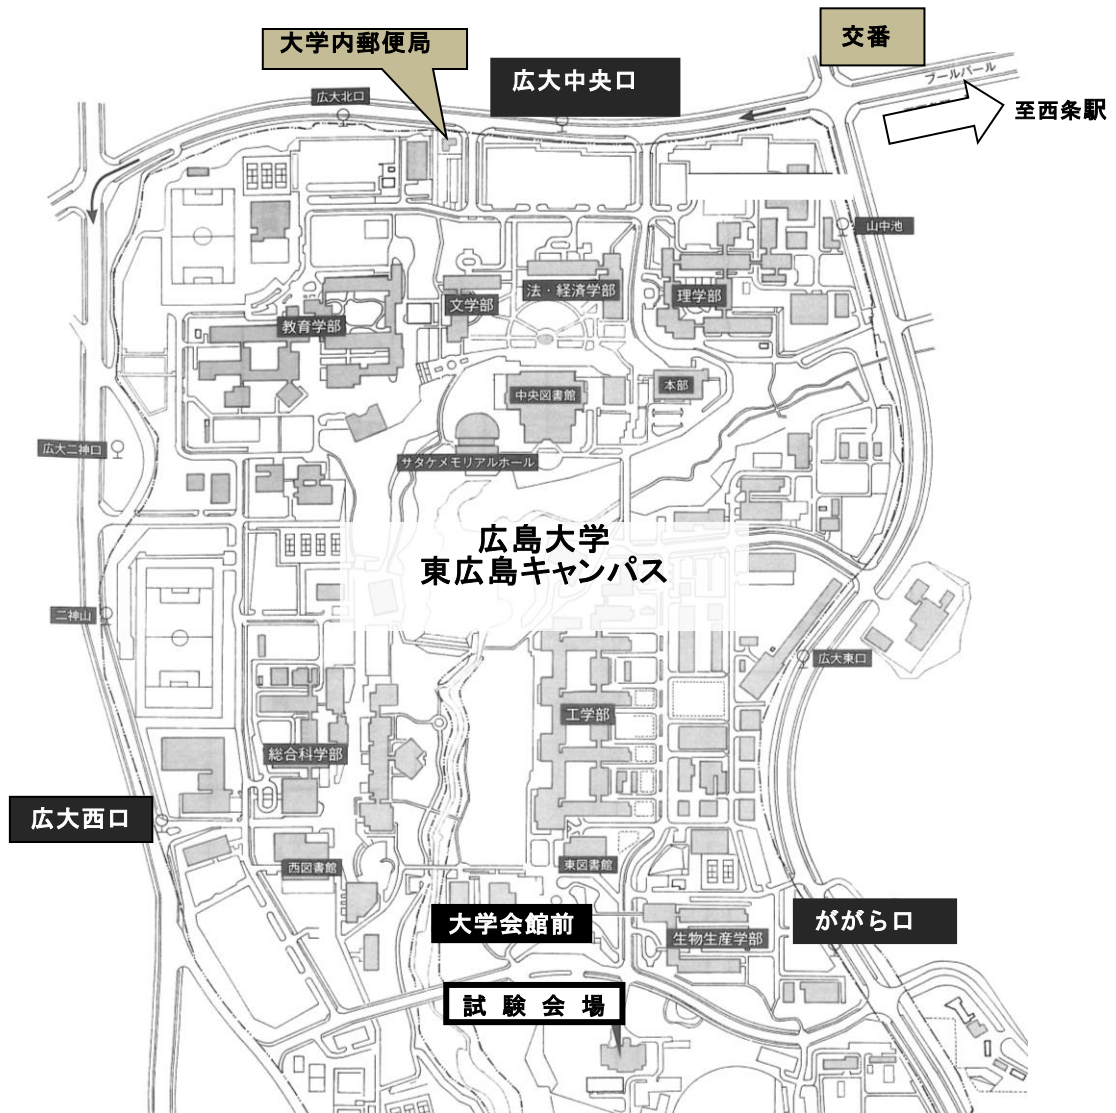 交番
大学内郵便局
広大中央口
ブールバール
至西条駅
広大北口
山中池
文学部
法・経済学部
理学部
教育学部
中央図書館
本部
広大二神口
サタケメモリアルホール
広島大学
東広島キャンパス
二神山
広大東口
工学部
総合科学部
広大西口
西図書館
東図書館
大学会館前
ががら口
生物生産学部
試験会場